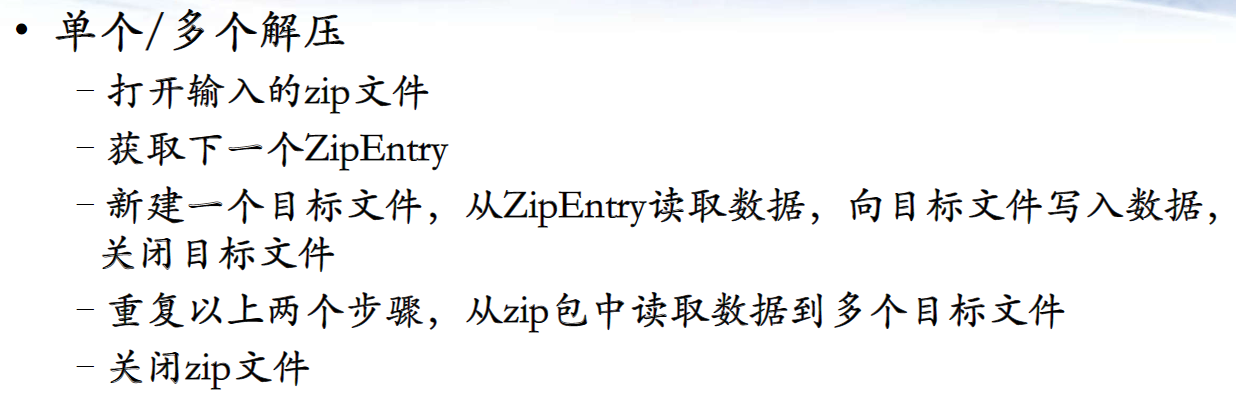 • 单个/多个解压
– 打开输入的zip文件
– 获取下一个ZipEntry
– 新建一个目标文件，从ZipEntry读取数据，向目标文件写入数据，
关闭目标文件
– 重复以上两个步骤，从zip包中读取数据到多个目标文件
– 关闭zip文件